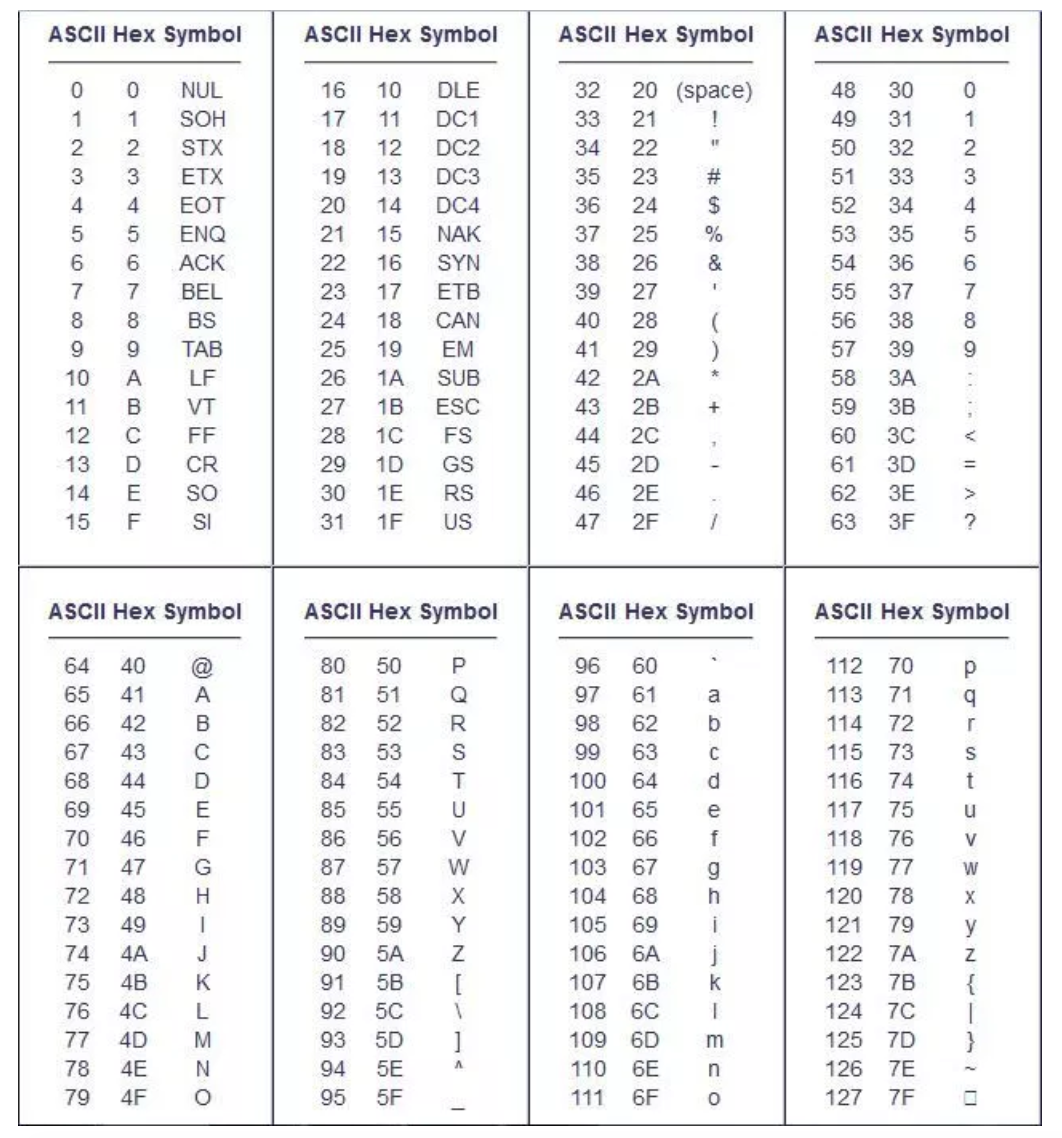 ASCII Hex Symbol
0 0 NUL
1 1 SOH
2 2 STX
3 3 ETX
4 4 EOT
5 5 ENQ
6 6 ACK
7 7 BEL
8 8 BS
9 9 TAB
10 A LF
11 B VT
12 C FF
13 D CR
14 E SO
15 F SI
ASCII Hex Symbol
16 10 DLE
17 11 DC1
18 12 DC2
19 13 DC3
20 14 DC4
21 15 NAK
22 16 SYN
23 17 ETB
24 18 CAN
25 19 EM
26 1A SUB
27 1B ESC
28 1C FS
29 1D GS
30 1E RS
31 1F US
ASCII Hex Symbol
32 20 (space)
33 21 !
34 22 "
35 23 #
36 24 $
37 25 %
38 26 &
39 27 '
40 28 (
41 29 )
42 2A *
43 2B +
44 2C ,
45 2D -
46 2E .
47 2F /
ASCII Hex Symbol
48 30 0
49 31 1
50 32 2
51 33 3
52 34 4
53 35 5
54 36 6
55 37 7
56 38 8
57 39 9
58 3A :
59 3B ;
60 3C <
61 3D =
62 3E >
63 3F ?
ASCII Hex Symbol
64 40 @
65 41 A
66 42 B
67 43 C
68 44 D
69 45 E
70 46 F
71 47 G
72 48 H
73 49 I
74 4A J
75 4B K
76 4C L
77 4D M
78 4E N
79 4F O
ASCII Hex Symbol
80 50 P
81 51 Q
82 52 R
83 53 S
84 54 T
85 55 U
86 56 V
87 57 W
88 58 X
89 59 Y
90 5A Z
91 5B [
92 5C \
93 5D ]
94 5E ^
95 5F _
ASCII Hex Symbol
96 60 `
97 61 a
98 62 b
99 63 c
100 64 d
101 65 e
102 66 f
103 67 g
104 68 h
105 69 i
106 6A j
107 6B k
108 6C l
109 6D m
110 6E n
111 6F o
ASCII Hex Symbol
112 70 p
113 71 q
114 72 r
115 73 s
116 74 t
117 75 u
118 76 v
119 77 w
120 78 x
121 79 y
122 7A z
123 7B {
124 7C |
125 7D }
126 7E ~
127 7F □